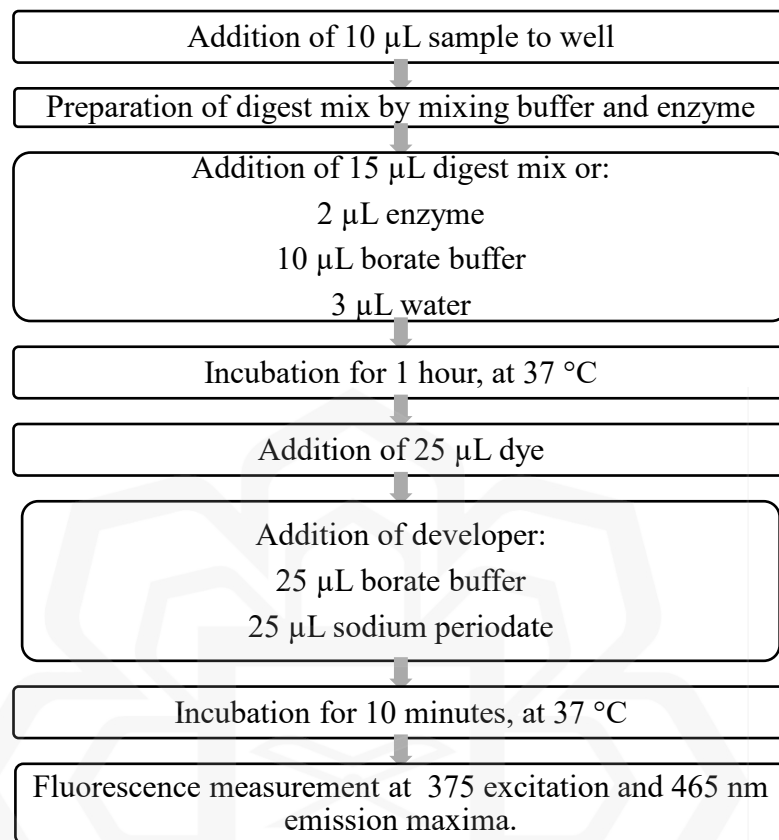 Addition of 10 µL sample to well
Preparation of digest mix by mixing buffer and enzyme
Addition of 15 µL digest mix or:
2 µL enzyme
10 µL borate buffer
3 µL water
Incubation for 1 hour, at 37 °C
Addition of 25 µL dye
Addition of developer:
25 µL borate buffer
25 µL sodium periodate
Incubation for 10 minutes, at 37 °C
Fluorescence measurement at 375 excitation and 465 nm
emission maxima.